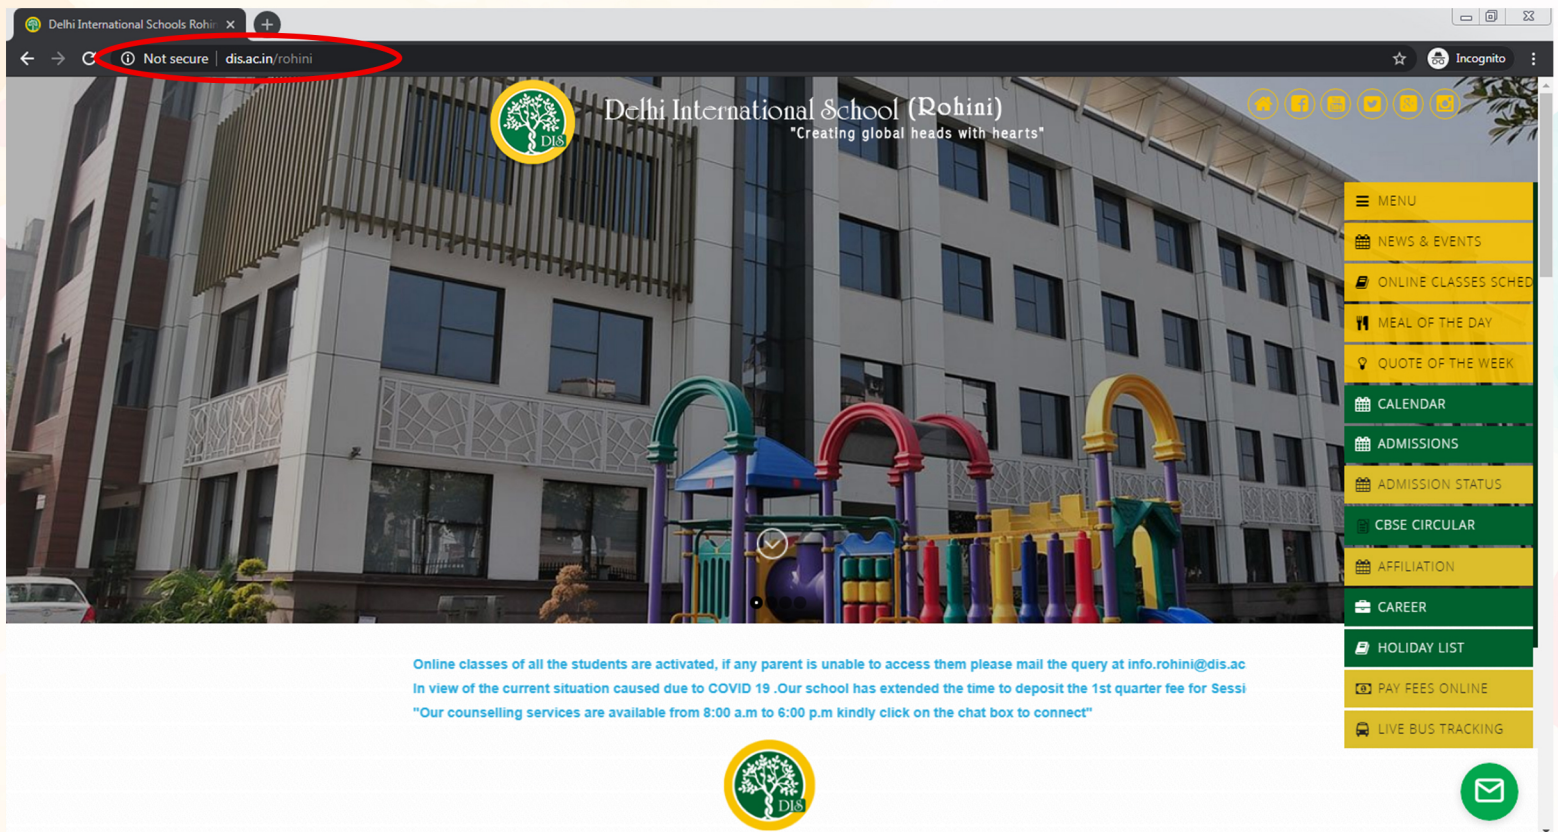 Delhi International Schools Rohin
Not secure | dis.ac.in/rohini
Incognito
DIS
Delhi International School (Rohini)
"Creating global heads with hearts"
MENU
NEWS & EVENTS
ONLINE CLASSES SCHED
MEAL OF THE DAY
QUOTE OF THE WEEK
CALENDAR
ADMISSIONS
ADMISSION STATUS
CBSE CIRCULAR
AFFILIATION
CAREER
HOLIDAY LIST
PAY FEES ONLINE
LIVE BUS TRACKING
Online classes of all the students are activated, if any parent is unable to access them please mail the query at info.rohini@dis.ac
In view of the current situation caused due to COVID 19 .Our school has extended the time to deposit the 1st quarter fee for Sessi
"Our counselling services are available from 8:00 a.m to 6:00 p.m kindly click on the chat box to connect"
DIS